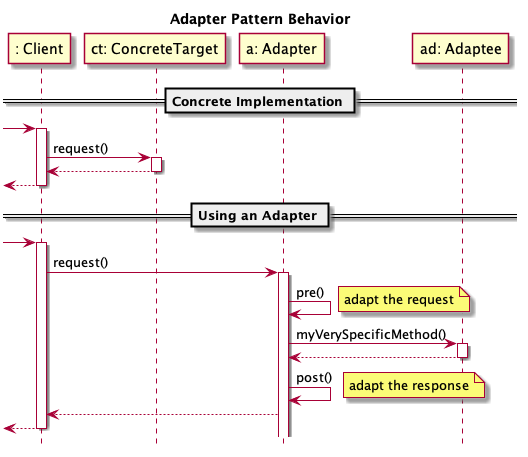 Adapter Pattern Behavior
: Client
ct: ConcreteTarget
a: Adapter
ad: Adaptee
Concrete Implementation
request()
Using an Adapter
request()
pre()
adapt the request
myVerySpecificMethod()
post()
adapt the response